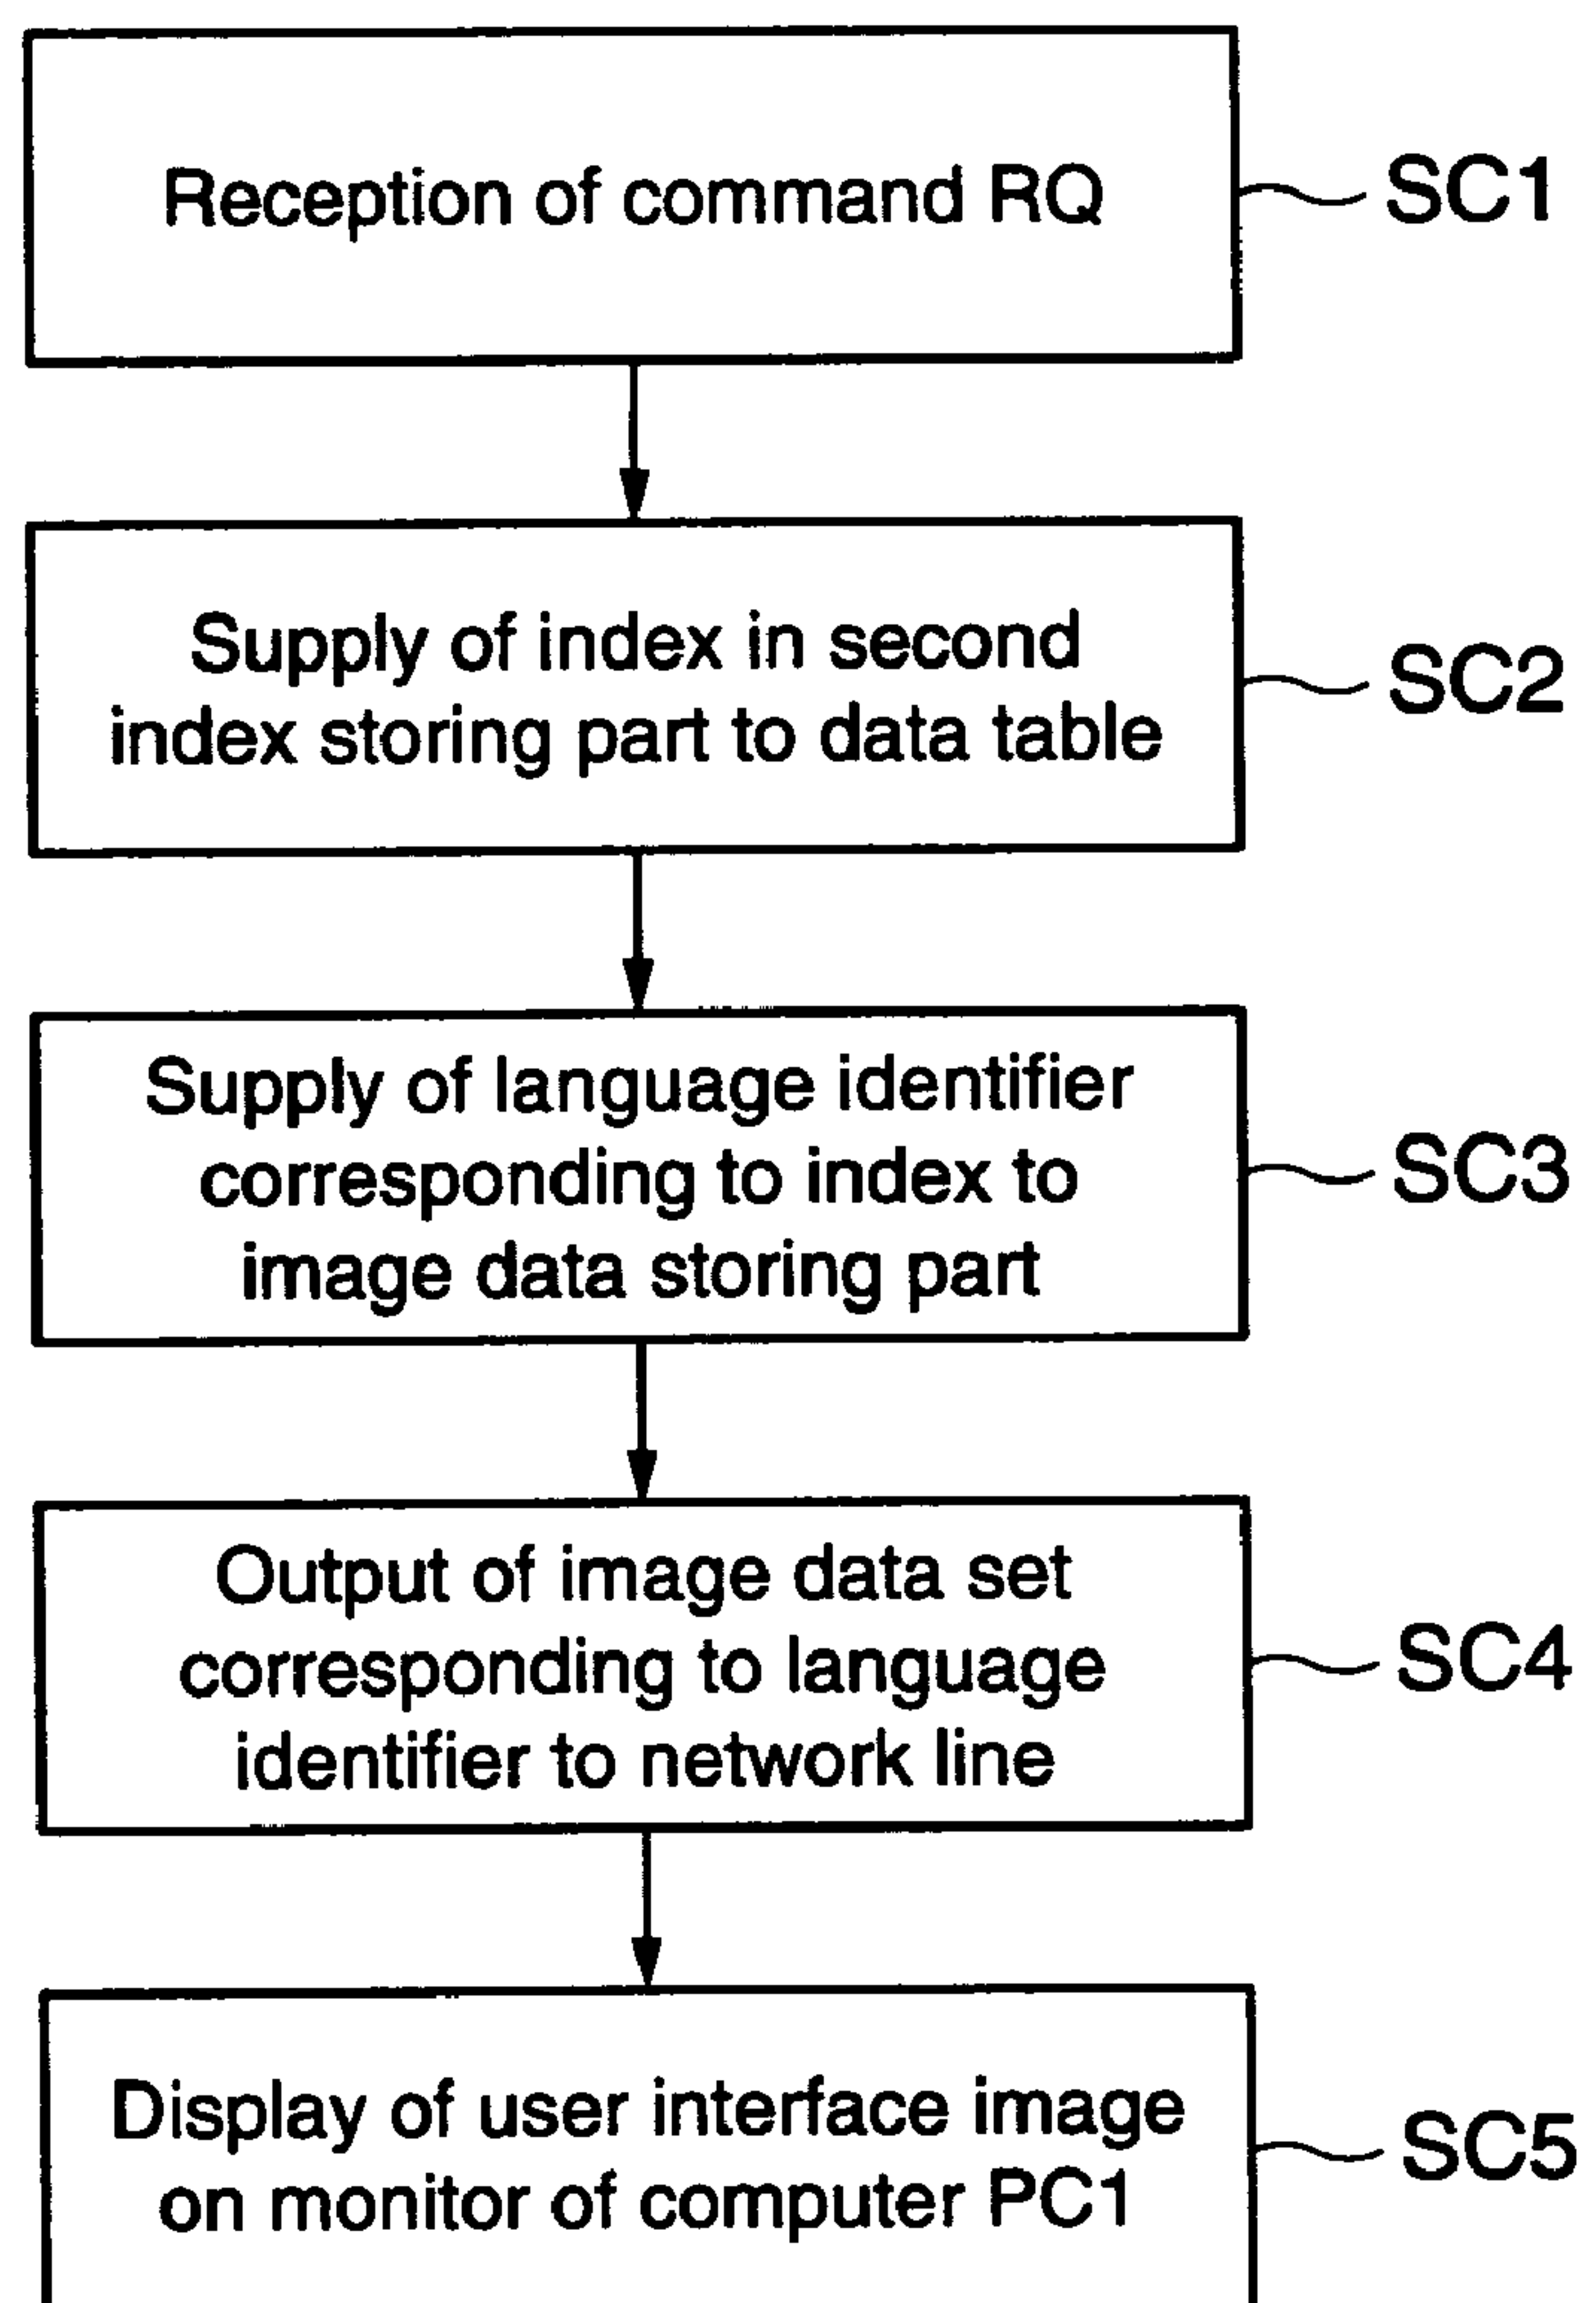 Reception of command RQ
SC1
Supply of index in second
index storing part to data table
SC2
Supply of language identifier
corresponding to index to
image data storing part
SC3
Output of image data set
corresponding to language
identifier to network line
SC4
Display of user interface image
on monitor of computer PC1
SC5